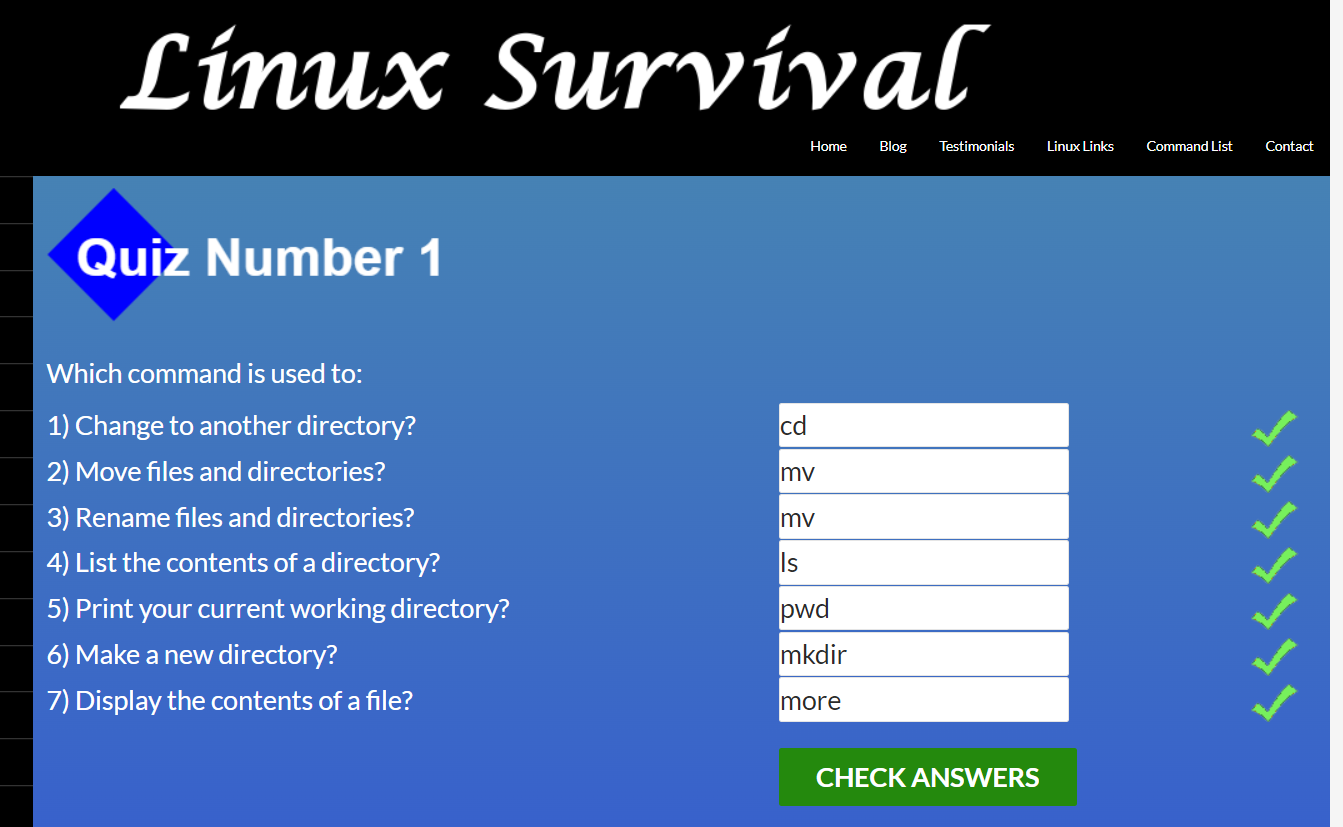 Linux Survival
Home Blog Testimonials Linux Links Command List Contact
Quiz Number 1
Which command is used to:
1) Change to another directory? cd
2) Move files and directories? mv
3) Rename files and directories? mv
4) List the contents of a directory? ls
5) Print your current working directory? pwd
6) Make a new directory? mkdir
7) Display the contents of a file? more
CHECK ANSWERS